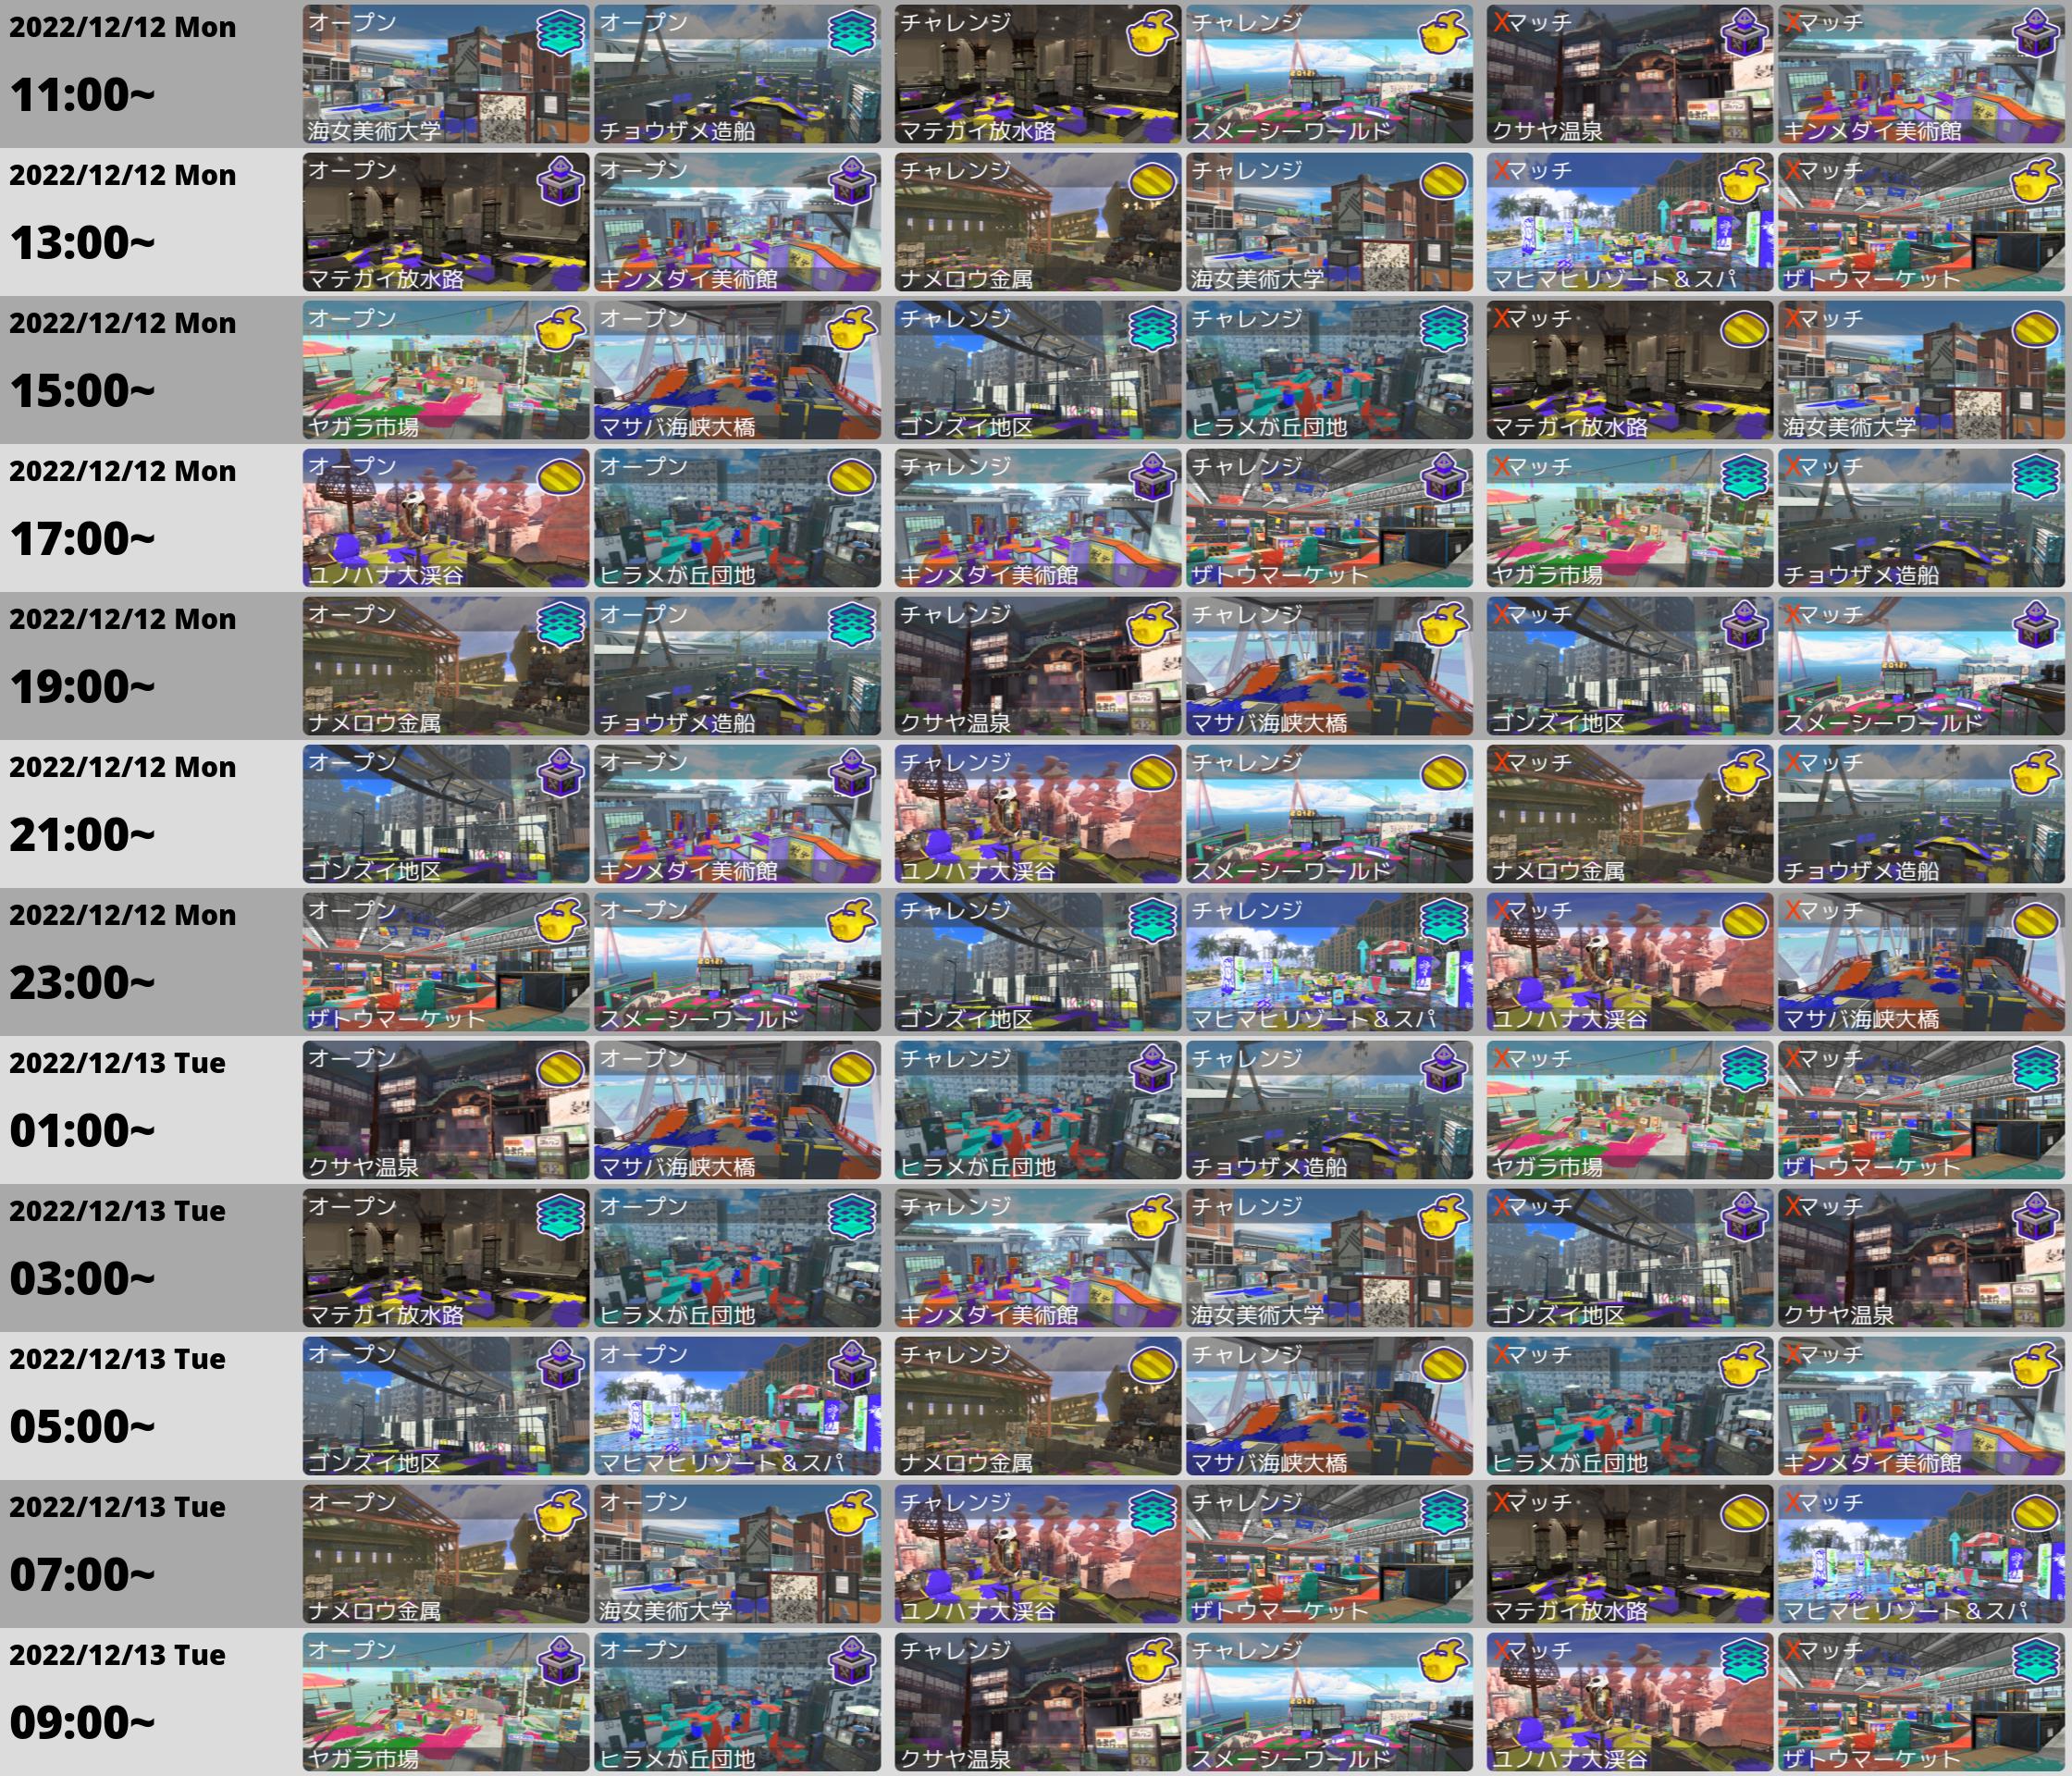 2022/12/12 Mon
11:00~
オープン オープン チャレンジ チャレンジ Xマッチ Xマッチ
海女美術大学 チョウザメ造船 マテガイ放水路 スメーシーワールド クサヤ温泉 キンメダイ美術館
2022/12/12 Mon
13:00~
オープン オープン チャレンジ チャレンジ Xマッチ Xマッチ
マテガイ放水路 キンメダイ美術館 ナメロウ金属 海女美術大学 マヒマヒリゾート&スパ ザトウマーケット
2022/12/12 Mon
15:00~
オープン オープン チャレンジ チャレンジ Xマッチ Xマッチ
ヤガラ市場 マサバ海峡大橋 ゴンズイ地区 ヒラメが丘団地 マテガイ放水路 海女美術大学
2022/12/12 Mon
17:00~
オープン オープン チャレンジ チャレンジ Xマッチ Xマッチ
ユノハナ大渓谷 ヒラメが丘団地 キンメダイ美術館 ザトウマーケット ヤガラ市場 チョウザメ造船
2022/12/12 Mon
19:00~
オープン オープン チャレンジ チャレンジ Xマッチ Xマッチ
ナメロウ金属 チョウザメ造船 クサヤ温泉 マサバ海峡大橋 ゴンズイ地区 スメーシーワールド
2022/12/12 Mon
21:00~
オープン オープン チャレンジ チャレンジ Xマッチ Xマッチ
ゴンズイ地区 キンメダイ美術館 ユノハナ大渓谷 スメーシーワールド ナメロウ金属 チョウザメ造船
2022/12/12 Mon
23:00~
オープン オープン チャレンジ チャレンジ Xマッチ Xマッチ
ザトウマーケット スメーシーワールド ゴンズイ地区 マヒマヒリゾート&スパ ユノハナ大渓谷 マサバ海峡大橋
2022/12/13 Tue
01:00~
オープン オープン チャレンジ チャレンジ Xマッチ Xマッチ
クサヤ温泉 マサバ海峡大橋 ヒラメが丘団地 チョウザメ造船 ヤガラ市場 ザトウマーケット
2022/12/13 Tue
03:00~
オープン オープン チャレンジ チャレンジ Xマッチ Xマッチ
マテガイ放水路 ヒラメが丘団地 キンメダイ美術館 海女美術大学 ゴンズイ地区 クサヤ温泉
2022/12/13 Tue
05:00~
オープン オープン チャレンジ チャレンジ Xマッチ Xマッチ
ゴンズイ地区 マヒマヒリゾート&スパ ナメロウ金属 マサバ海峡大橋 ヒラメが丘団地 キンメダイ美術館
2022/12/13 Tue
07:00~
オープン オープン チャレンジ チャレンジ Xマッチ Xマッチ
ナメロウ金属 海女美術大学 ユノハナ大渓谷 ザトウマーケット マテガイ放水路 マヒマヒリゾート&スパ
2022/12/13 Tue
09:00~
オープン オープン チャレンジ チャレンジ Xマッチ Xマッチ
ヤガラ市場 ヒラメが丘団地 クサヤ温泉 スメーシーワールド ユノハナ大渓谷 ザトウマーケット